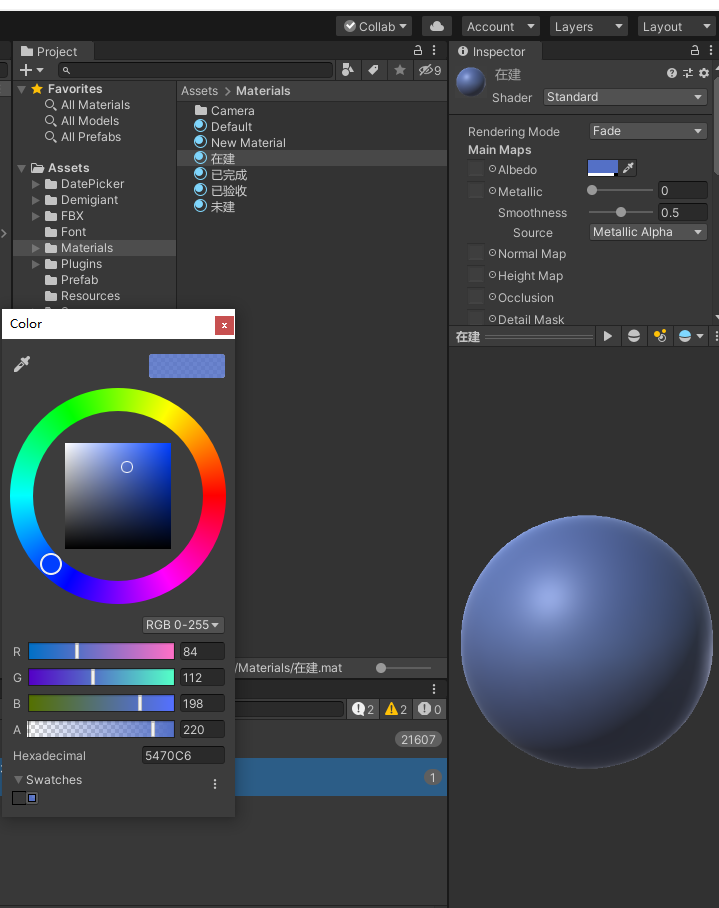 Collab
Account
Layers
Layout
Project
9
Favorites
All Materials
All Models
All Prefabs
Assets
DatePicker
Demigiant
FBX
Font
Materials
Plugins
Prefab
Resources
Assets > Materials
Camera
Default
New Material
在建
已完成
已验收
未建
/Materials/在建.mat
2
2
0
21607
1
Inspector
在建
Shader
Standard
Rendering Mode
Fade
Main Maps
Albedo
Metallic
0
Smoothness
0.5
Source
Metallic Alpha
Normal Map
Height Map
Occlusion
Detail Mask
在建
Color
x
RGB 0-255
R
84
G
112
B
198
A
220
Hexadecimal
5470C6
Swatches